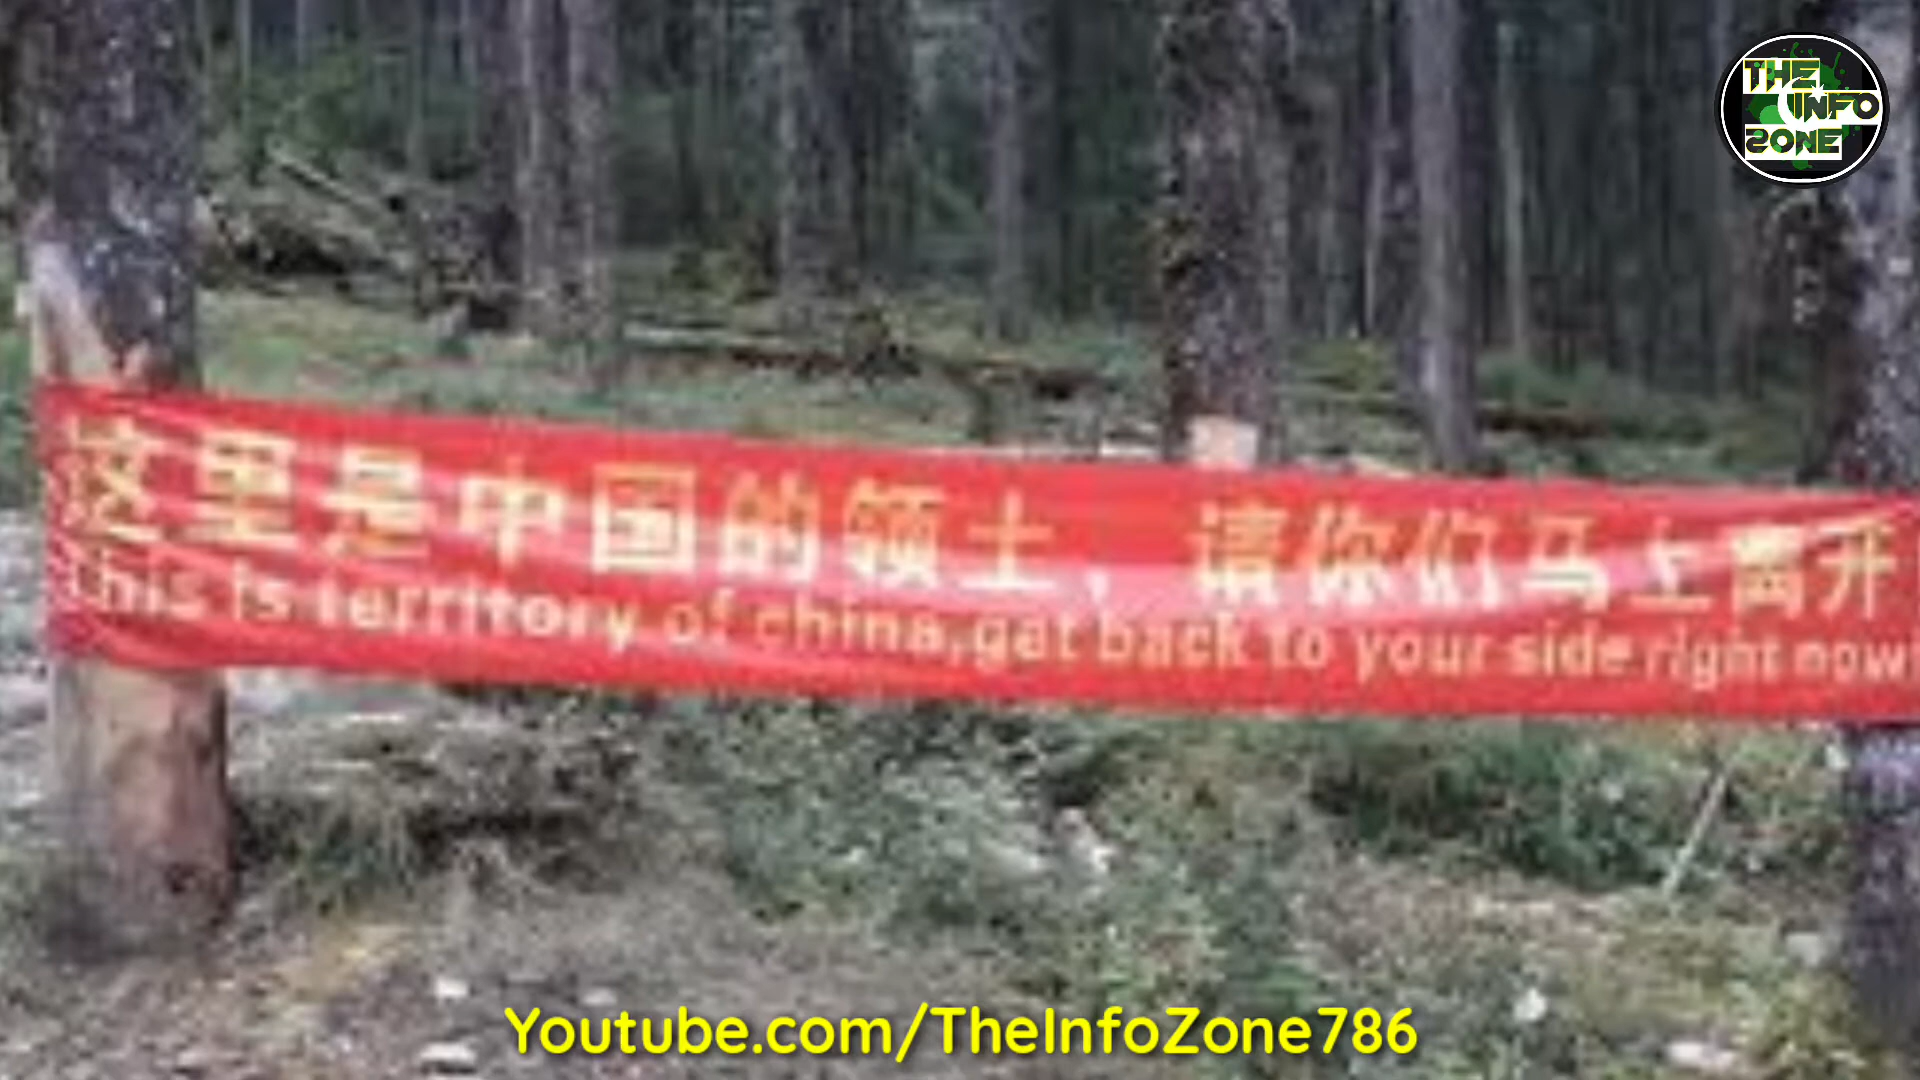 THE
INFO
ZONE
这里是中国的领土，请你们马上离开
This is territory of china,get back to your side right now!
Youtube.com/TheInfoZone786